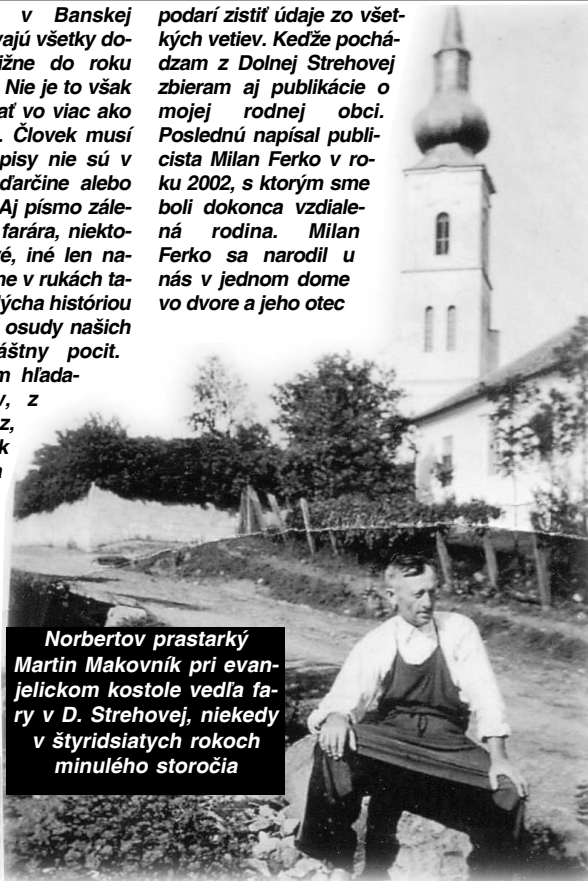 v Banskej
vajú všetky do-
ižne do roku
Nie je to však
ať vo viac ako
. Človek musí
pisy nie sú v
ďarčine alebo
Aj písmo zále-
farára, niekto-
é, iné len na-
ne v rukách ta-
dýcha históriou
osudy našich
áštny pocit.
m hľada-
v, z
z,
k
podarí zistiť údaje zo všet-
kých vetiev. Keďže pochá-
dzam z Dolnej Strehovej
zbieram aj publikácie o
mojej rodnej obci.
Poslednú napísal publi-
cista Milan Ferko v ro-
ku 2002, s ktorým sme
boli dokonca vzdiale-
ná rodina. Milan
Ferko sa narodil u
nás v jednom dome
vo dvore a jeho otec
Norbertov prastarký
Martin Makovník pri evan-
jelickom kostole vedľa fa-
ry v D. Strehovej, niekedy
v štyridsiatych rokoch
minulého storočia